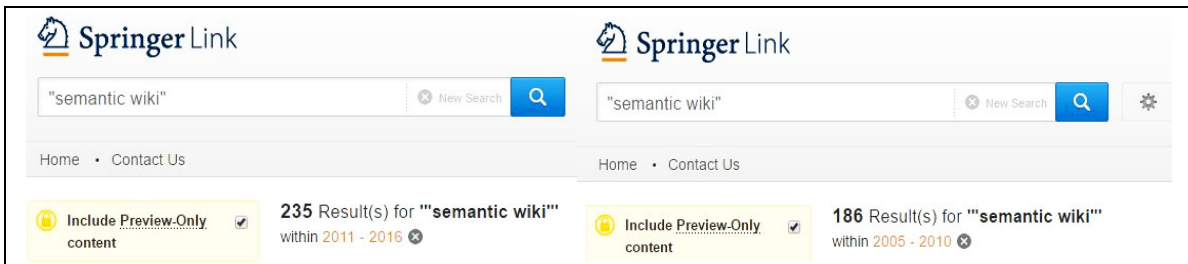 Springer Link
"semantic wiki"
New Search
Home • Contact Us
Include Preview-Only
content
235 Result(s) for '"semantic wiki"'
within 2011 - 2016
Springer Link
"semantic wiki"
New Search
Home • Contact Us
Include Preview-Only
content
186 Result(s) for '"semantic wiki"'
within 2005 - 2010